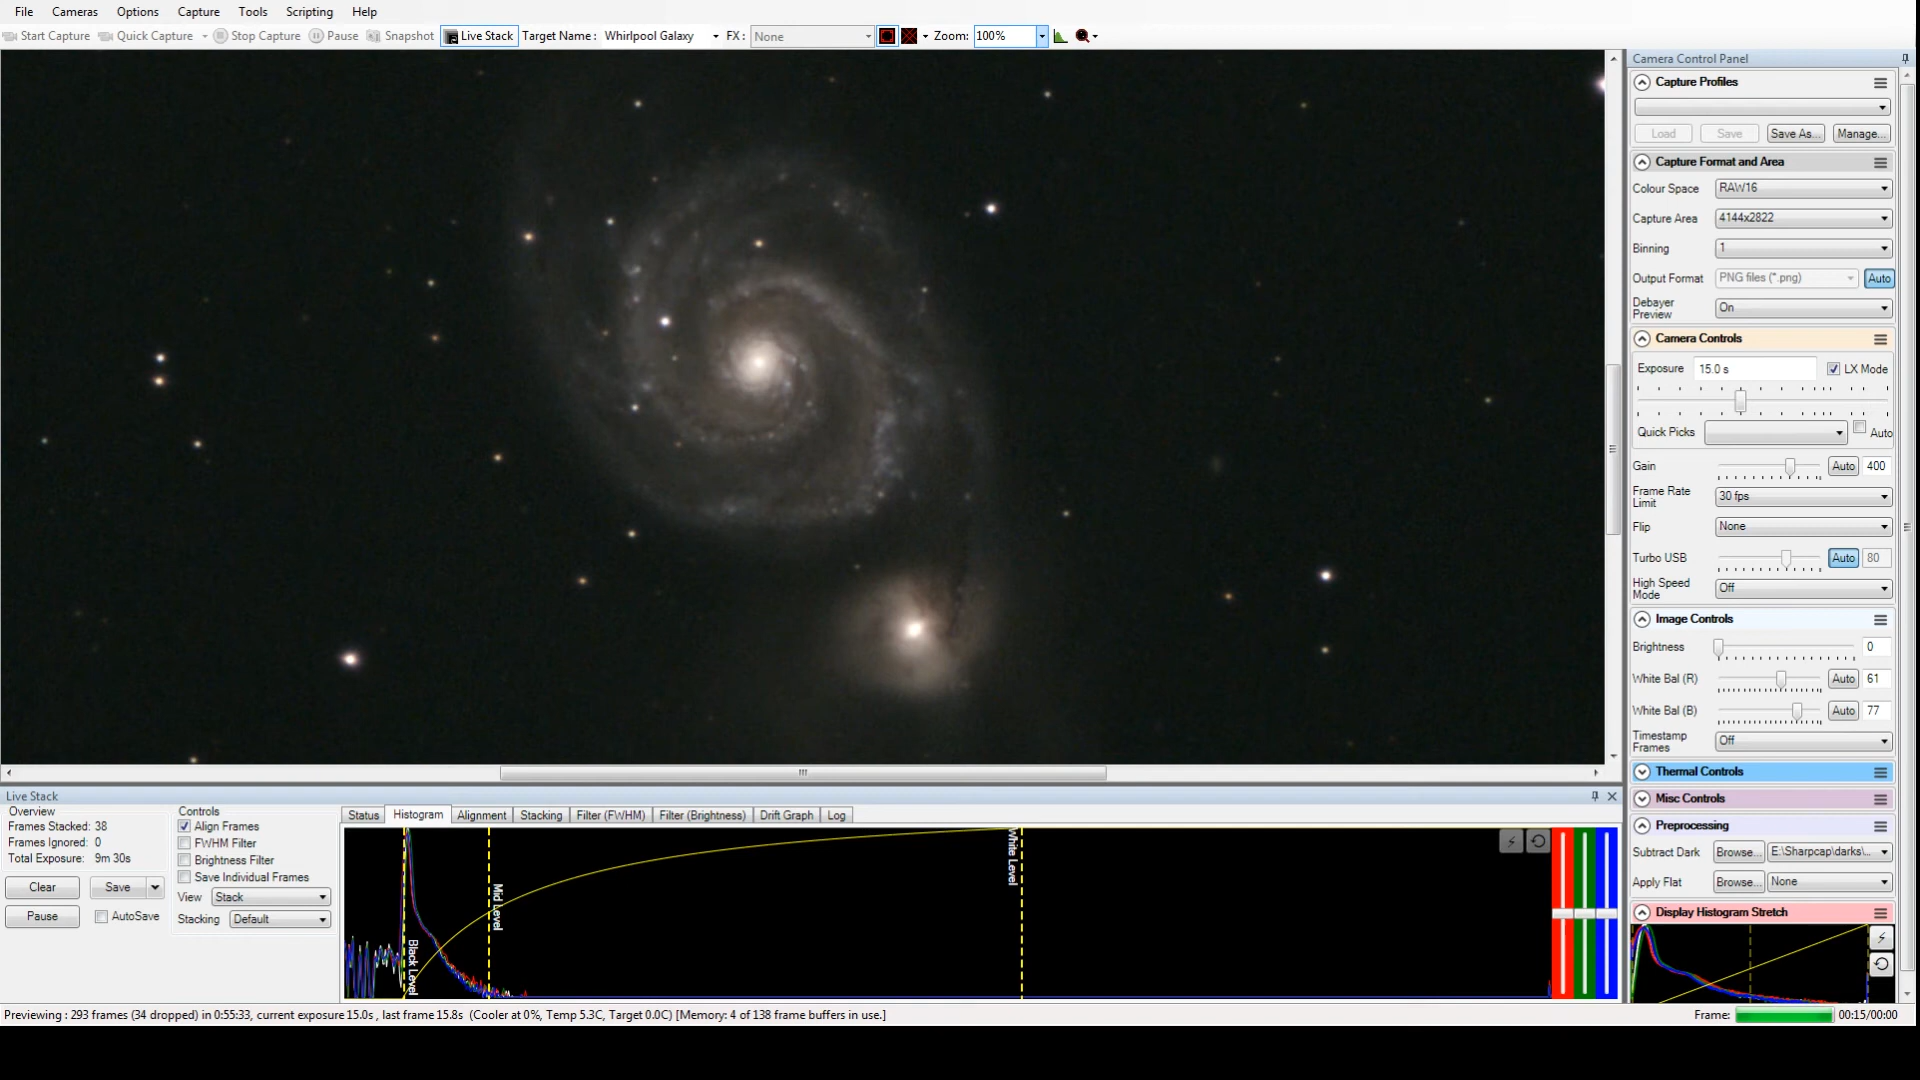 File Cameras Options Capture Tools Scripting Help
Start Capture Quick Capture Stop Capture Pause Snapshot Live Stack Target Name : Whirlpool Galaxy FX : None Zoom: 100%
Camera Control Panel
Capture Profiles
Load Save Save As... Manage...
Capture Format and Area
Colour Space RAW16
Capture Area 4144x2822
Binning 1
Output Format PNG files (*.png) Auto
Debayer Preview On
Camera Controls
Exposure 15.0 s LX Mode
Quick Picks Auto
Gain Auto 400
Frame Rate Limit 30 fps
Flip None
Turbo USB Auto 80
High Speed Mode Off
Image Controls
Brightness 0
White Bal (R) Auto 61
White Bal (B) Auto 77
Timestamp Frames Off
Thermal Controls
Misc Controls
Preprocessing
Subtract Dark Browse... E:\Sharpcap\darks\...
Apply Flat Browse... None
Display Histogram Stretch
Live Stack
Overview
Frames Stacked: 38
Frames Ignored: 0
Total Exposure: 9m 30s
Clear Save
Pause AutoSave
Controls
Align Frames
FWHM Filter
Brightness Filter
Save Individual Frames
View Stack
Stacking Default
Status Histogram Alignment Stacking Filter (FWHM) Filter (Brightness) Drift Graph Log
Black Level
Mid Level
White Level
Previewing : 293 frames (34 dropped) in 0:55:33, current exposure 15.0s , last frame 15.8s (Cooler at 0%, Temp 5.3C, Target 0.0C) [Memory: 4 of 138 frame buffers in use.] Frame: 00:15/00:00